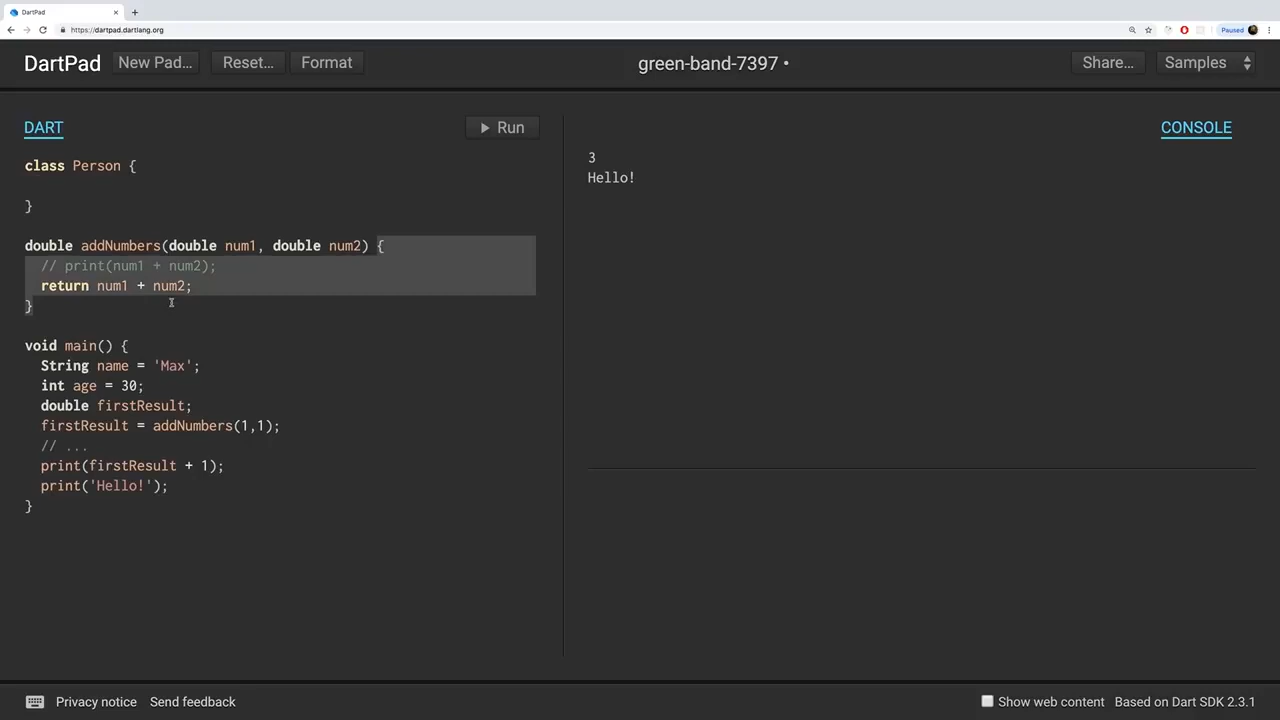 DartPad
https://dartpad.dartlang.org
Paused
DartPad
New Pad...
Reset...
Format
green-band-7397 •
Share...
Samples
DART
Run
CONSOLE
class Person {
}
double addNumbers(double num1, double num2) {
// print(num1 + num2);
return num1 + num2;
}
void main() {
String name = 'Max';
int age = 30;
double firstResult;
firstResult = addNumbers(1,1);
// ...
print(firstResult + 1);
print('Hello!');
}
3
Hello!
Privacy notice
Send feedback
Show web content
Based on Dart SDK 2.3.1